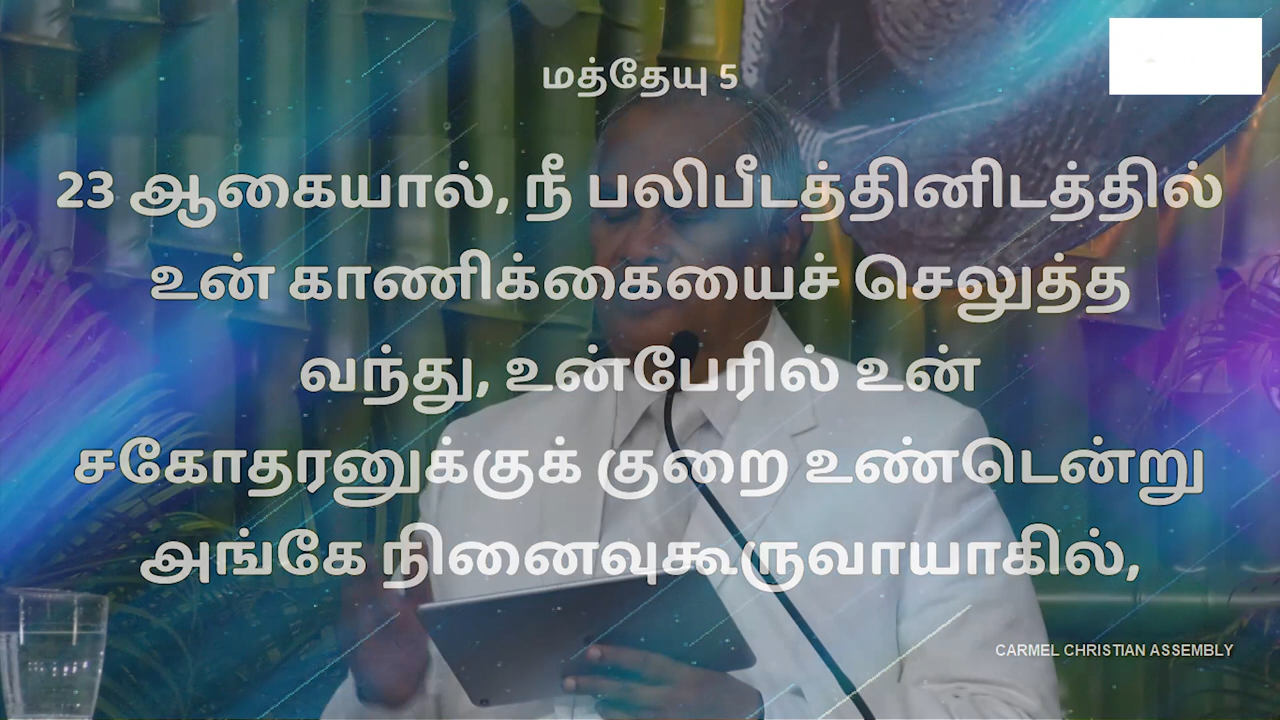 மத்தேயு 5
23 ஆகையால், நீ பலிபீடத்தினிடத்தில்
உன் காணிக்கையைச் செலுத்த
வந்து, உன்பேரில் உன்
சகோதரனுக்குக் குறை உண்டென்று
அங்கே நினைவுகூருவாயாகில்,
CARMEL CHRISTIAN ASSEMBLY